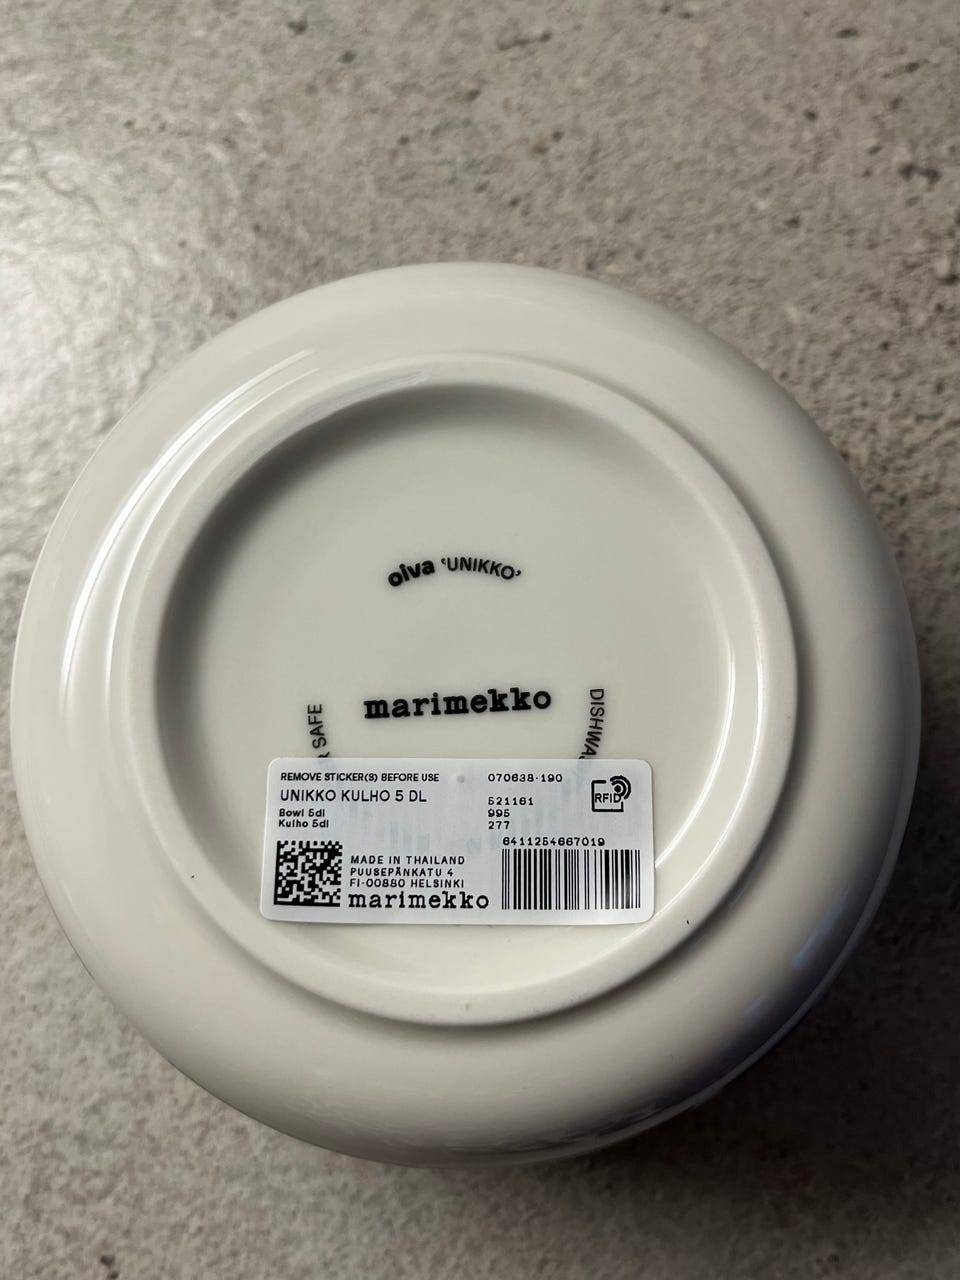 oiva 'UNIKKO'
marimekko
SAFE
DISHWAS
REMOVE STICKER(S) BEFORE USE
070638-190
UNIKKO KULHO 5 DL
521161
Bowl 5dl
995
Kulho 5dl
277
RFID
6411254667019
MADE IN THAILAND
PUUSEPÄNKATU 4
FI-00880 HELSINKI
marimekko